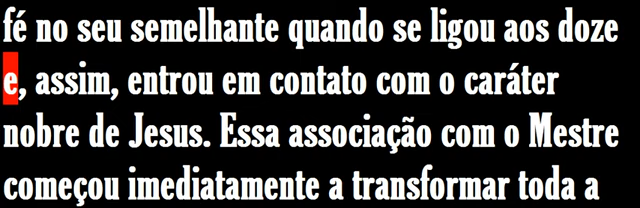 fé no seu semelhante quando se ligou aos doze
e, assim, entrou em contato com o caráter
nobre de Jesus. Essa associação com o Mestre
começou imediatamente a transformar toda a